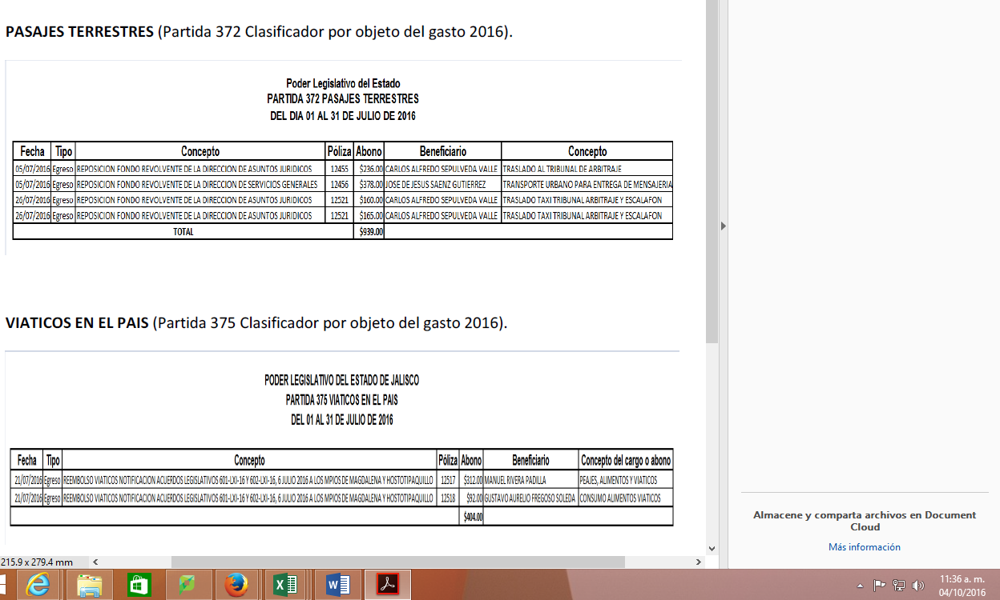 PASAJES TERRESTRES (Partida 372 Clasificador por objeto del gasto 2016).
Poder Legislativo del Estado
PARTIDA 372 PASAJES TERRESTRES
DEL DIA 01 AL 31 DE JULIO DE 2016
Fecha Tipo Concepto Póliza Abono Beneficiario Concepto
05/07/2016 Egreso REPOSICION FONDO REVOLVENTE DE LA DIRECCION DE ASUNTOS JURIDICOS 12455 $236.00 CARLOS ALFREDO SEPULVEDA VALLE TRASLADO AL TRIBUNAL DE ARBITRAJE
05/07/2016 Egreso REPOSICION FONDO REVOLVENTE DE LA DIRECCION DE SERVICIOS GENERALES 12456 $378.00 JOSE DE JESUS SAENZ GUTIERREZ TRANSPORTE URBANO PARA ENTREGA DE MENSAJERIA
26/07/2016 Egreso REPOSICION FONDO REVOLVENTE DE LA DIRECCION DE ASUNTOS JURIDICOS 12521 $160.00 CARLOS ALFREDO SEPULVEDA VALLE TRASLADO TAXI TRIBUNAL ARBITRAJE Y ESCALAFON
26/07/2016 Egreso REPOSICION FONDO REVOLVENTE DE LA DIRECCION DE ASUNTOS JURIDICOS 12521 $165.00 CARLOS ALFREDO SEPULVEDA VALLE TRASLADO TAXI TRIBUNAL ARBITRAJE Y ESCALAFON
TOTAL $939.00
VIATICOS EN EL PAIS (Partida 375 Clasificador por objeto del gasto 2016).
PODER LEGISLATIVO DEL ESTADO DE JALISCO
PARTIDA 375 VIATICOS EN EL PAIS
DEL 01 AL 31 DE JULIO DE 2016
Fecha Tipo Concepto Póliza Abono Beneficiario Concepto del cargo o abono
21/07/2016 Egreso REEMBOLSO VIATICOS NOTIFICACION ACUERDOS LEGISLATIVOS 601-LXI-16 Y 602-LXI-16, 6 JULIO 2016 A LOS MPIOS DE MAGDALENA Y HOSTOTIPAQUILLO 12517 $312.00 MANUEL RIVERA PADILLA PEAJES, ALIMENTOS Y VIATICOS
21/07/2016 Egreso REEMBOLSO VIATICOS NOTIFICACION ACUERDOS LEGISLATIVOS 601-LXI-16 Y 602-LXI-16, 6 JULIO 2016 A LOS MPIOS DE MAGDALENA Y HOSTOTIPAQUILLO 12518 $92.00 GUSTAVO AURELIO FREGOSO SOLEDA CONSUMO ALIMENTOS VIATICOS
$404.00
Almacene y comparta archivos en Document
Cloud
Más información
215.9 x 279.4 mm
11:36 a. m.
04/10/2016